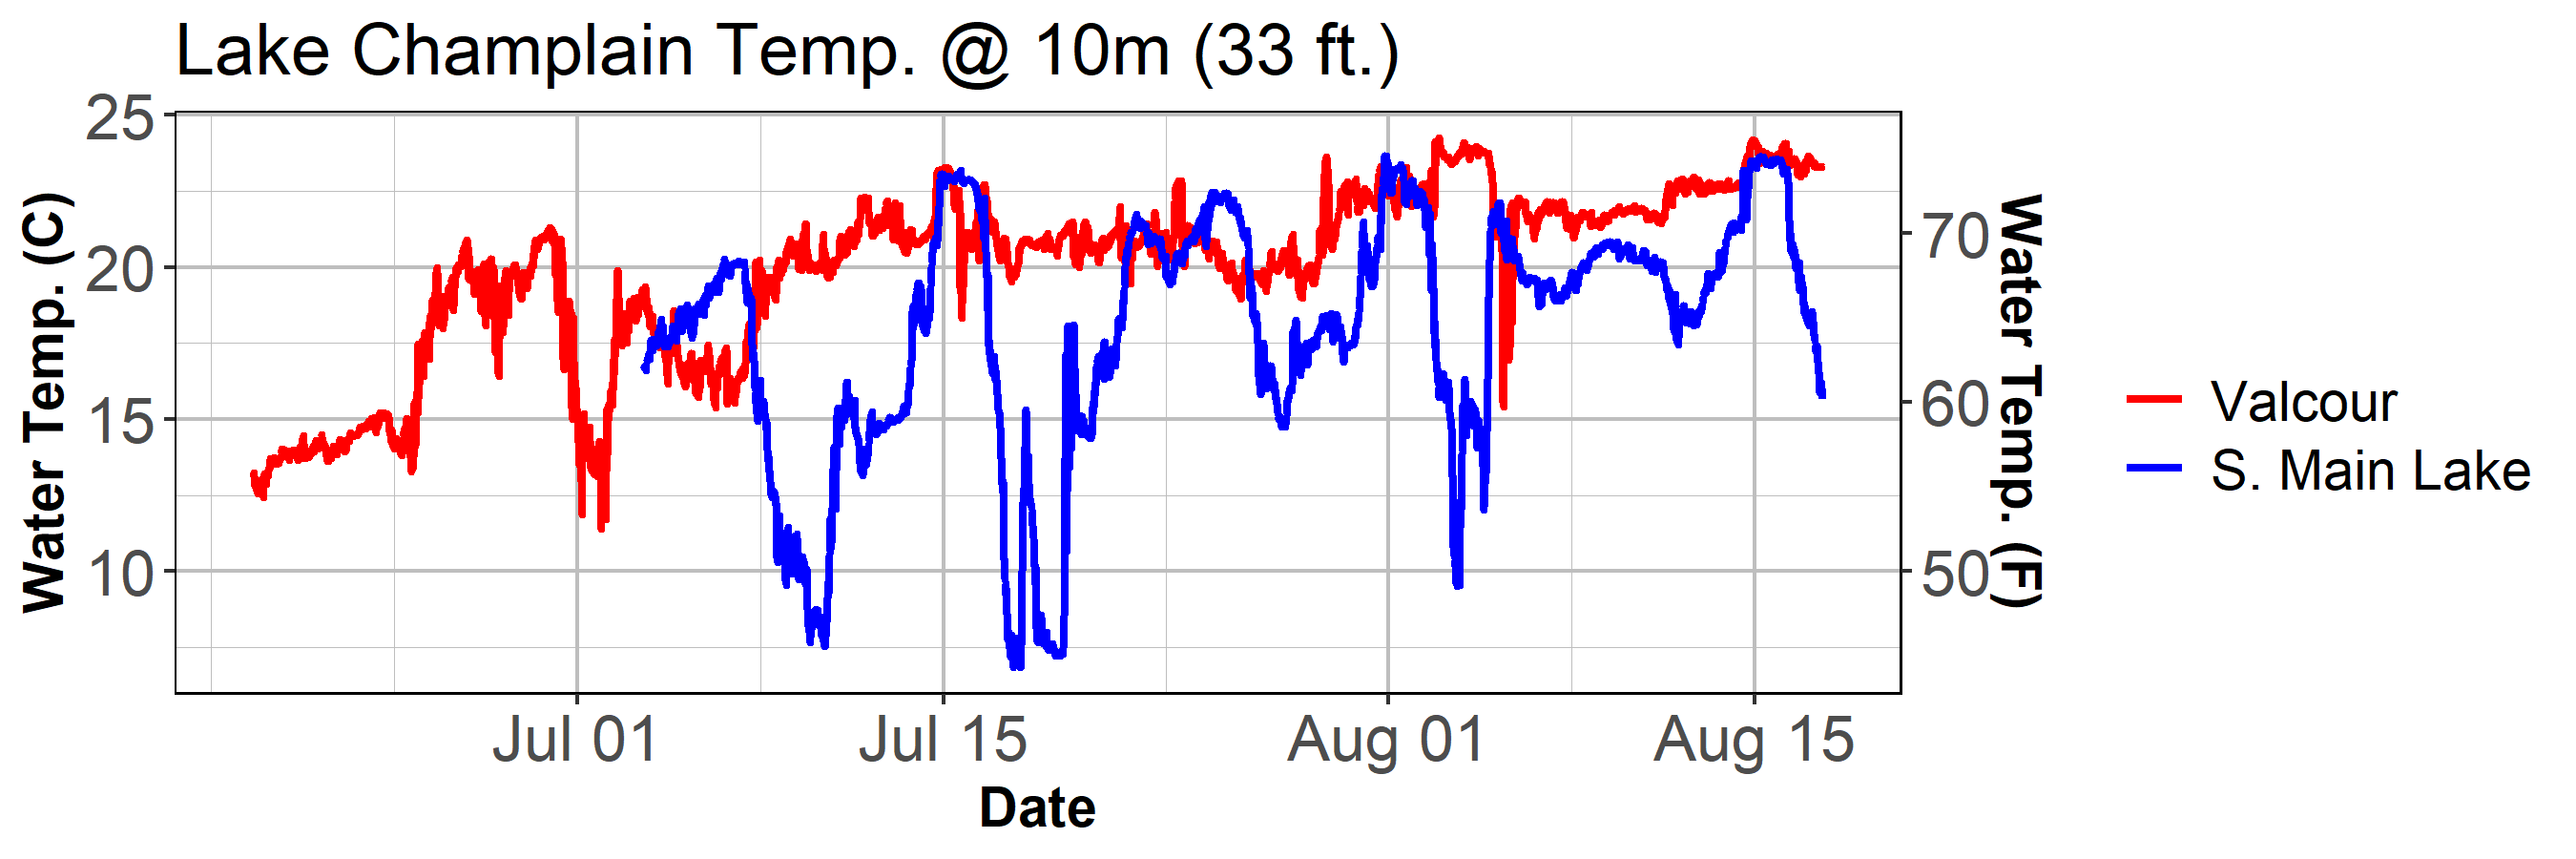 Lake Champlain Temp. @ 10m (33 ft.)
Water Temp. (C)
25
20
15
10
Water Temp. (F)
70
60
50
Jul 01
Jul 15
Aug 01
Aug 15
Date
Valcour
S. Main Lake